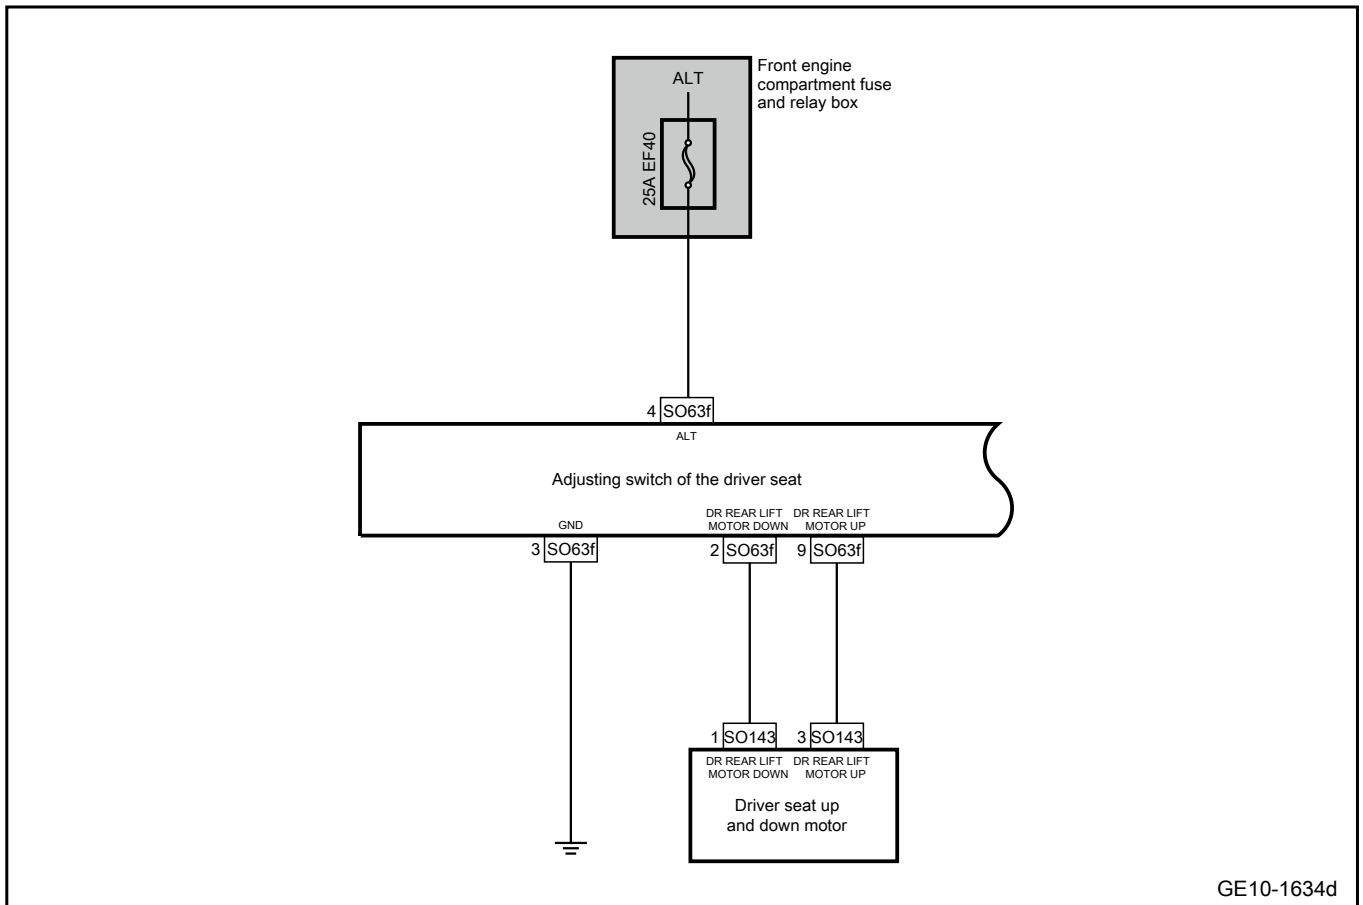 ALT
Front engine
compartment fuse
and relay box
25A EF40
4 SO63f
ALT
Adjusting switch of the driver seat
GND
DR REAR LIFT
MOTOR DOWN
DR REAR LIFT
MOTOR UP
3 SO63f
2 SO63f
9 SO63f
1 SO143
3 SO143
DR REAR LIFT
MOTOR DOWN
DR REAR LIFT
MOTOR UP
Driver seat up
and down motor
GE10-1634d